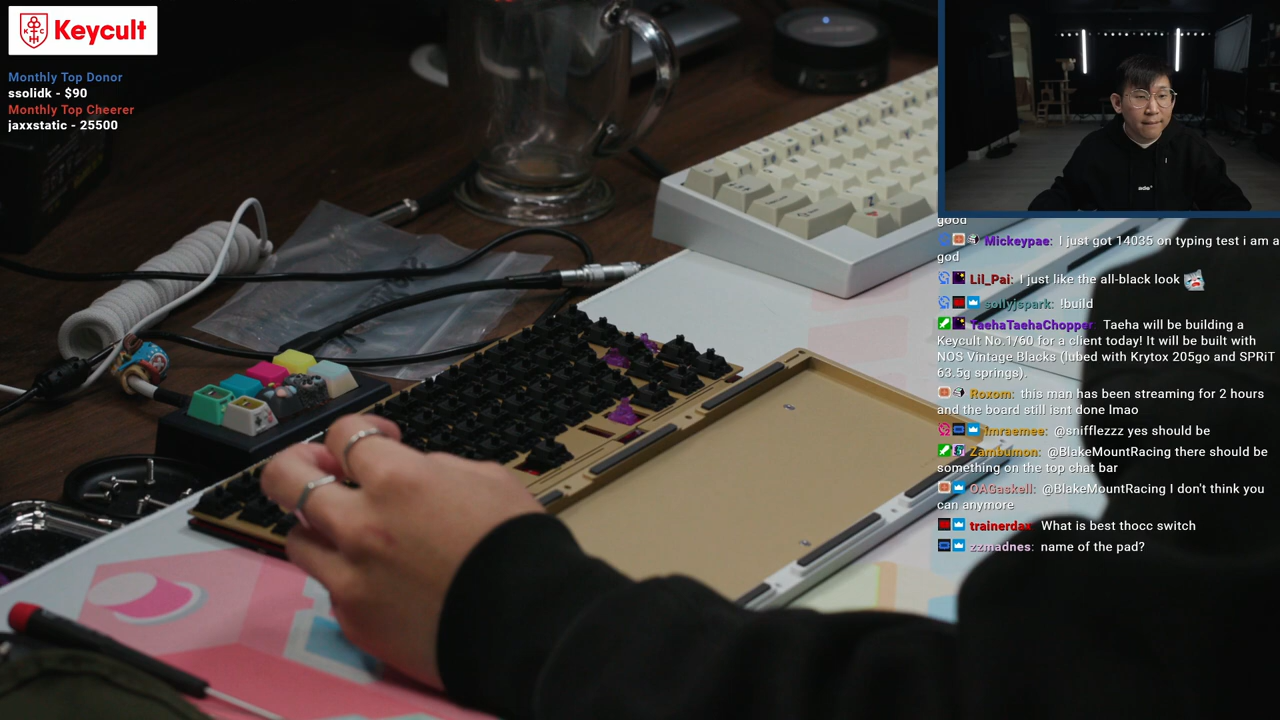 Keycult
Monthly Top Donor
ssolidk - $90
Monthly Top Cheerer
jaxxstatic - 25500
good
Mickeypae: I just got 14035 on typing test i am a
god
Lil_Pai: I just like the all-black look
sollyjspark: !build
TaehaTaehaChopper: Taeha will be building a
Keycult No.1/60 for a client today! It will be built with
NOS Vintage Blacks (lubed with Krytox 205go and SPRiT
63.5g springs).
Roxom: this man has been streaming for 2 hours
and the board still isnt done lmao
imraemee: @snifflezzz yes should be
Zambumon: @BlakeMountRacing there should be
something on the top chat bar
OAGaskell: @BlakeMountRacing I don't think you
can anymore
trainerdax: What is best thocc switch
zzmadnes: name of the pad?